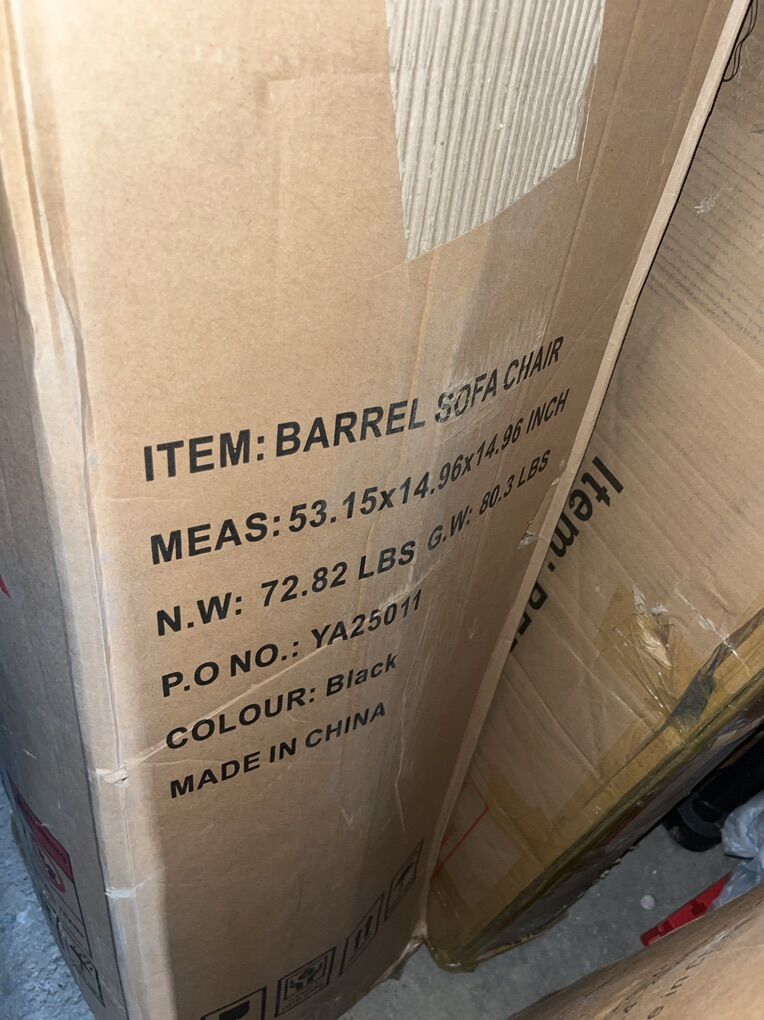 ITEM: BARREL SOFA CHAIR
MEAS: 53.15x14.96x14.96 INCH
N.W: 72.82 LBS G.W: 80.3 LBS
P.O NO.: YA25011
COLOUR: Black
MADE IN CHINA
Item: